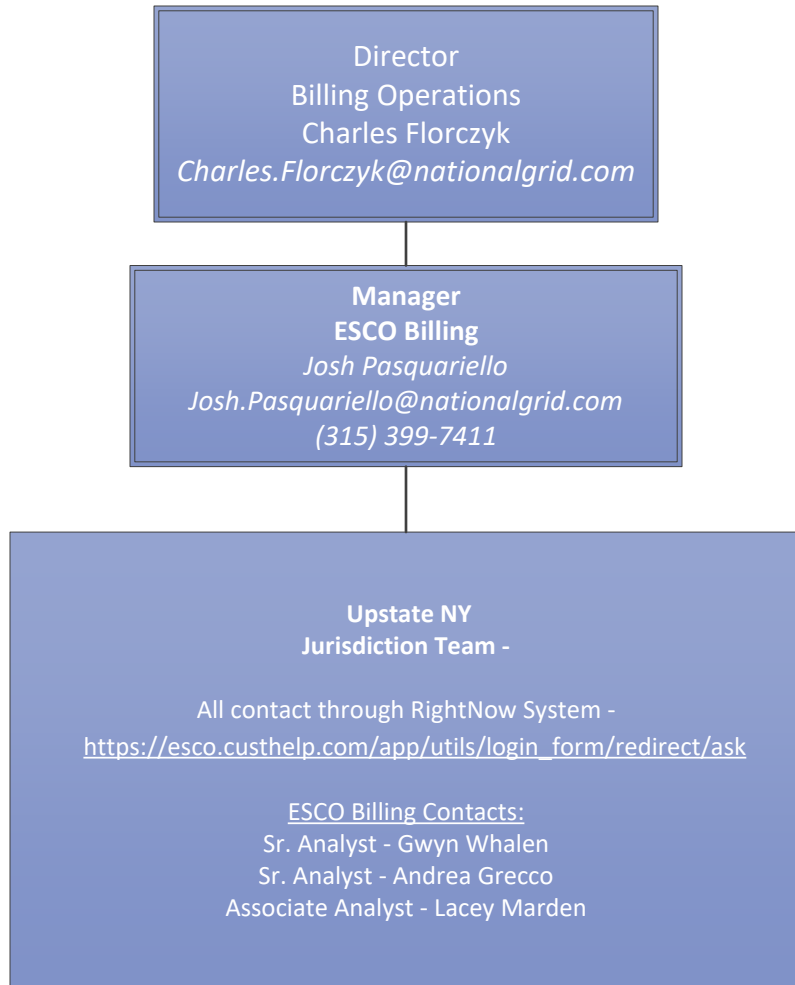 Director
Billing Operations
Charles Florczyk
Charles.Florczyk@nationalgrid.com
Manager
ESCO Billing
Josh Pasquariello
Josh.Pasquariello@nationalgrid.com
(315) 399-7411
Upstate NY
Jurisdiction Team -
All contact through RightNow System -
https://esco.custhelp.com/app/utils/login_form/redirect/ask
ESCO Billing Contacts:
Sr. Analyst - Gwyn Whalen
Sr. Analyst - Andrea Grecco
Associate Analyst - Lacey Marden